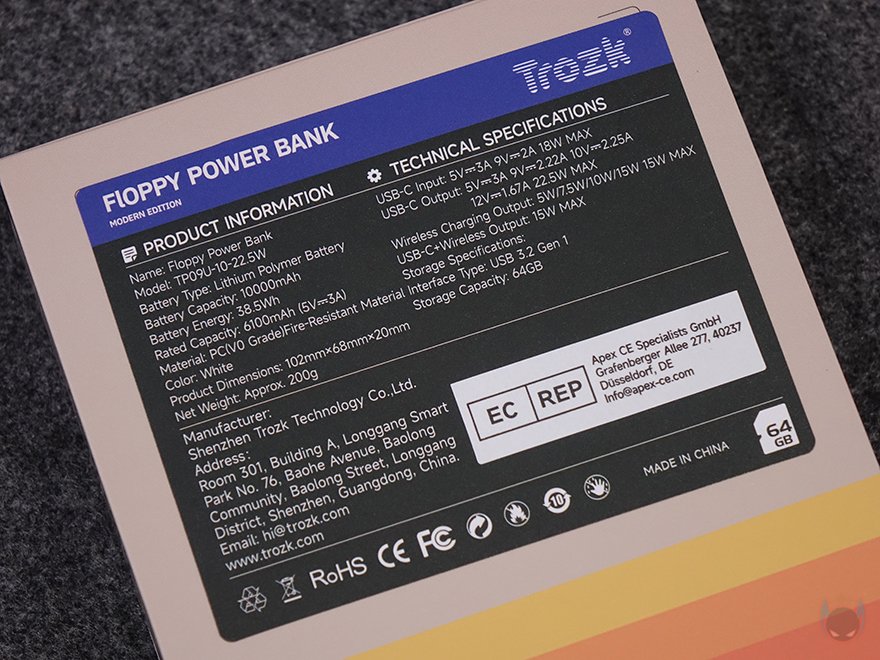 Trozk®
FLOPPY POWER BANK
MODERN EDITION
PRODUCT INFORMATION
Name: Floppy Power Bank
Model: TP09U-10-22.5W
Battery Type: Lithium Polymer Battery
Battery Capacity: 10000mAh
Battery Energy: 38.5Wh
Rated Capacity: 6100mAh (5V⎓3A)
Material: PC(V0 Grade)Fire-Resistant Material
Color: White
Product Dimensions: 102mm×68mm×20mm
Net Weight: Approx. 200g
TECHNICAL SPECIFICATIONS
USB-C Input: 5V⎓3A 9V⎓2A 18W MAX
USB-C Output: 5V⎓3A 9V⎓2.22A 10V⎓2.25A
12V⎓1.67A 22.5W MAX
Wireless Charging Output: 5W/7.5W/10W/15W 15W MAX
USB-C+Wireless Output: 15W MAX
Storage Specifications:
Interface Type: USB 3.2 Gen 1
Storage Capacity: 64GB
Manufacturer:
Shenzhen Trozk Technology Co.,Ltd.
Address:
Room 301, Building A, Longgang Smart
Park No. 76, Baohe Avenue, Baolong
Community, Baolong Street, Longgang
District, Shenzhen, Guangdong, China.
Email: hi@trozk.com
www.trozk.com
EC REP
Apex CE Specialists GmbH
Grafenberger Allee 277, 40237
Düsseldorf, DE
Info@apex-ce.com
RoHS CE FC 10
MADE IN CHINA
64
GB